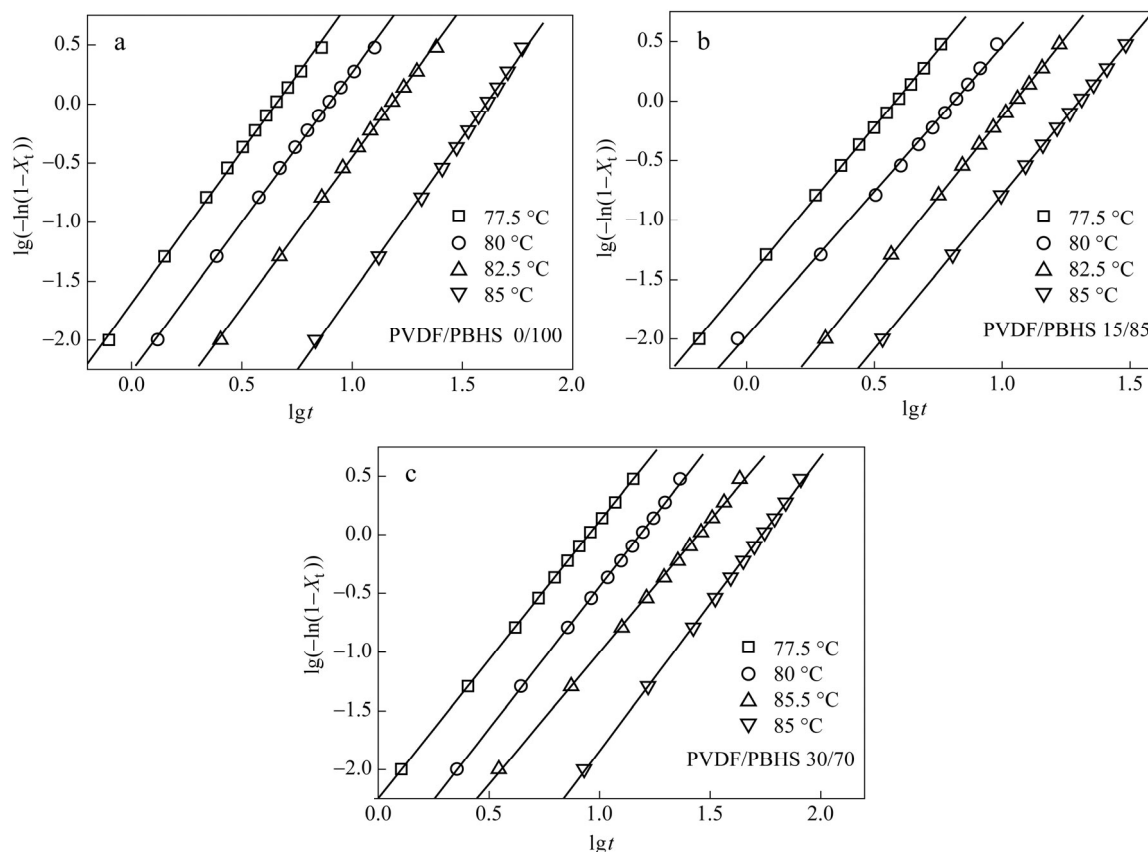 a
lg(−ln(1−Xt))
0.5
0.0
−0.5
−1.0
−1.5
−2.0
77.5 °C
80 °C
82.5 °C
85 °C
PVDF/PBHS 0/100
0.0 0.5 1.0 1.5 2.0
lgt
b
lg(−ln(1−Xt))
0.5
0.0
−0.5
−1.0
−1.5
−2.0
77.5 °C
80 °C
82.5 °C
85 °C
PVDF/PBHS 15/85
0.0 0.5 1.0 1.5
lgt
c
lg(−ln(1−Xt))
0.5
0.0
−0.5
−1.0
−1.5
−2.0
77.5 °C
80 °C
85.5 °C
85 °C
PVDF/PBHS 30/70
0.0 0.5 1.0 1.5 2.0
lgt